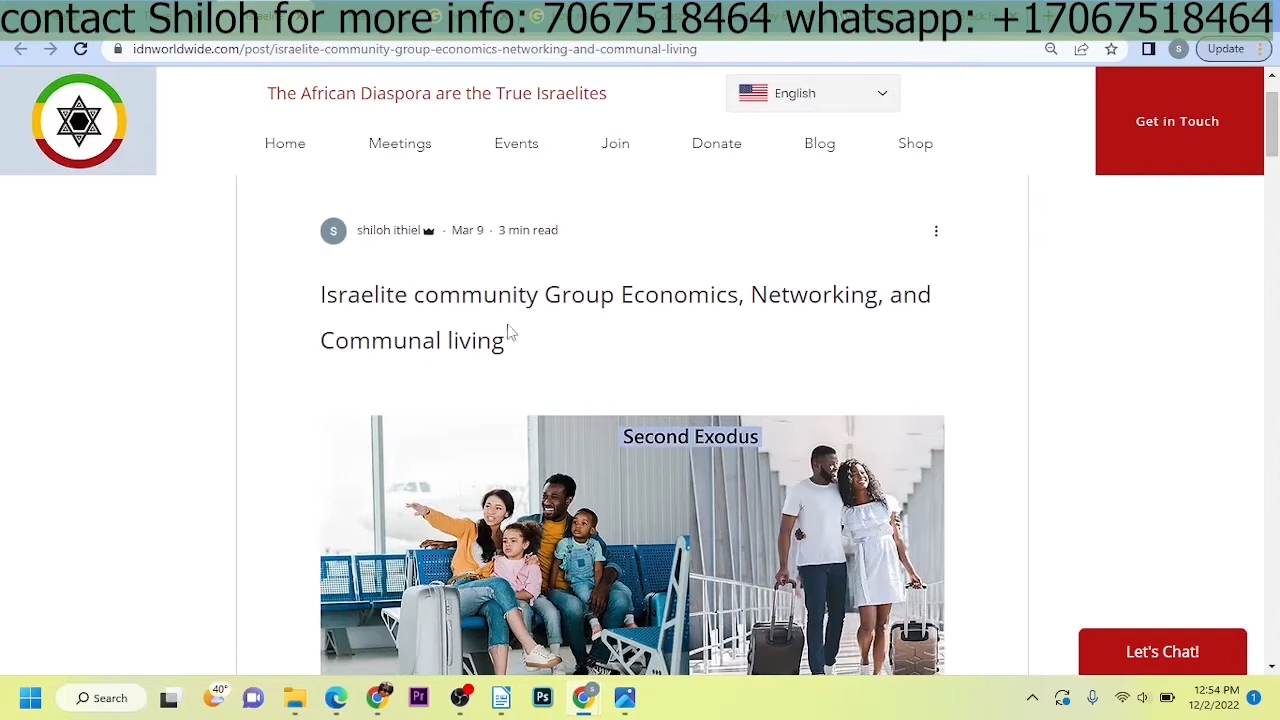 contact Shiloh for more info: 7067518464 whatsapp: +17067518464
idnworldwide.com/post/israelite-community-group-economics-networking-and-communal-living
S
Update
The African Diaspora are the True Israelites
English
Get in Touch
Home
Meetings
Events
Join
Donate
Blog
Shop
S
shiloh ithiel · Mar 9 · 3 min read
Israelite community Group Economics, Networking, and
Communal living
Second Exodus
Let's Chat!
Search
40°
Pr
Ps
S
12:54 PM
12/2/2022
1